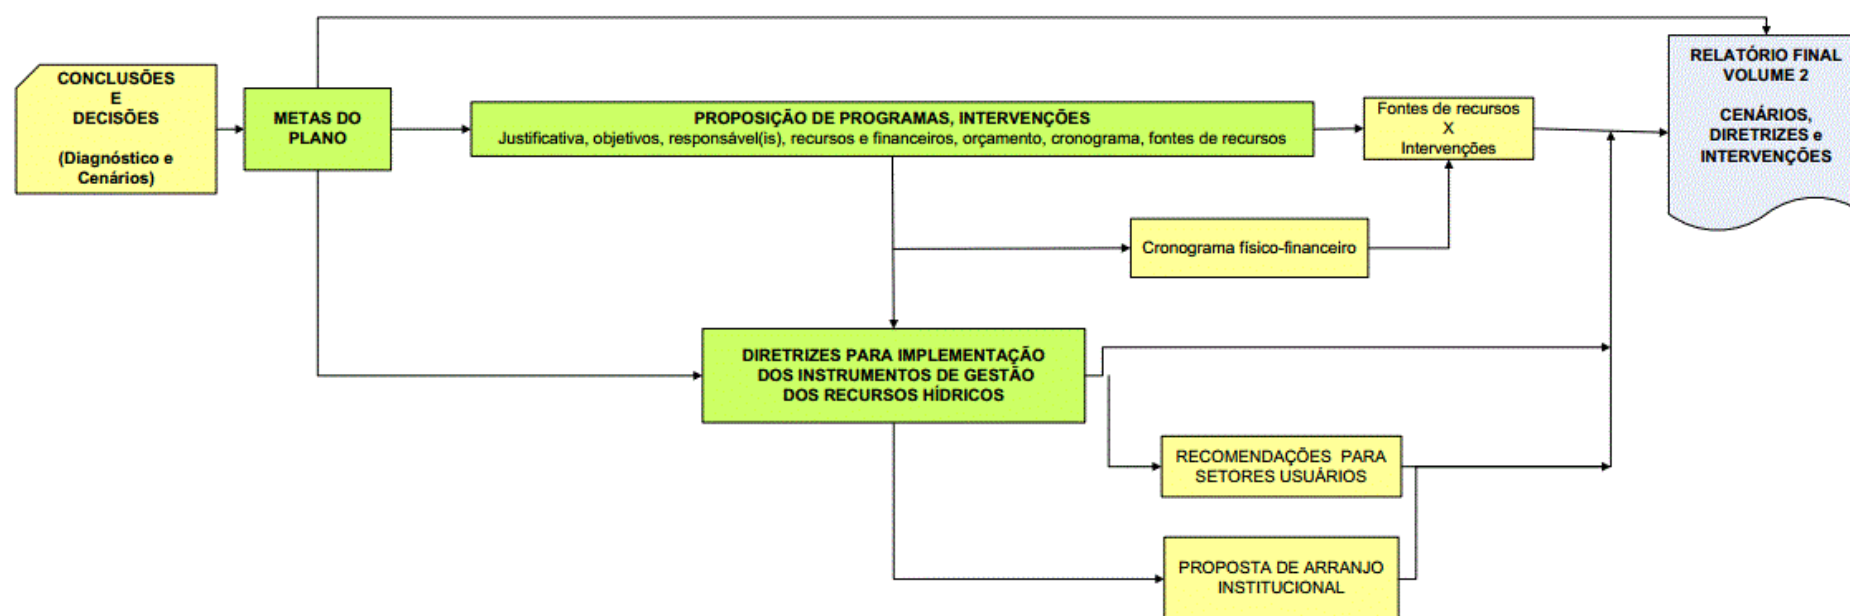 CONCLUSÕES
E
DECISÕES
(Diagnóstico e
Cenários)
METAS DO
PLANO
PROPOSIÇÃO DE PROGRAMAS, INTERVENÇÕES
Justificativa, objetivos, responsável(is), recursos e financeiros, orçamento, cronograma, fontes de recursos
Fontes de recursos
X
Intervenções
RELATÓRIO FINAL
VOLUME 2
CENÁRIOS,
DIRETRIZES e
INTERVENÇÕES
Cronograma físico-financeiro
DIRETRIZES PARA IMPLEMENTAÇÃO
DOS INSTRUMENTOS DE GESTÃO
DOS RECURSOS HÍDRICOS
RECOMENDAÇÕES PARA
SETORES USUÁRIOS
PROPOSTA DE ARRANJO
INSTITUCIONAL